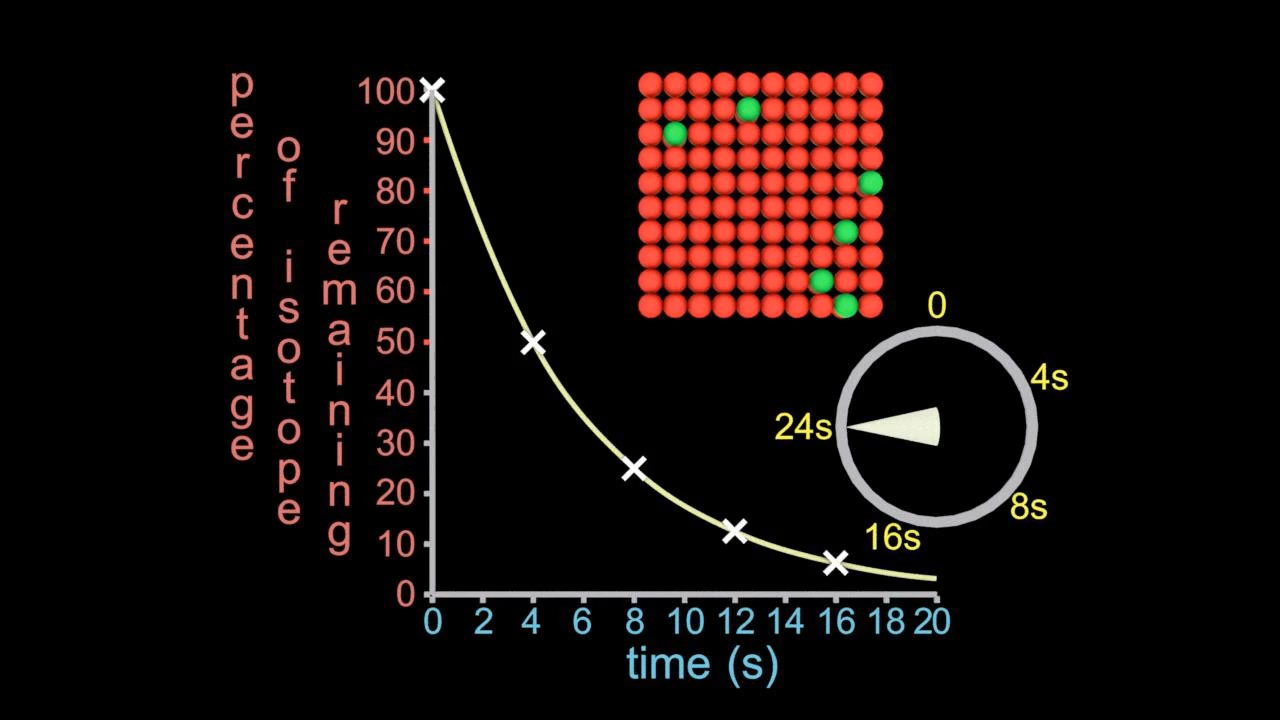 percentage
of isotope
remaining
100
90
80
70
60
50
40
30
20
10
0
0 2 4 6 8 10 12 14 16 18 20
time (s)
0
4s
8s
16s
24s